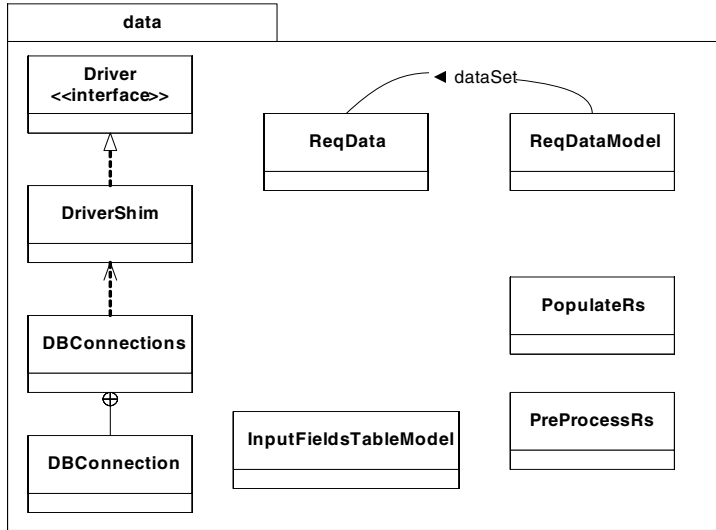 data
Driver
<<interface>>
◄ dataSet
ReqData
ReqDataModel
DriverShim
PopulateRs
DBConnections
PreProcessRs
InputFieldsTableModel
DBConnection